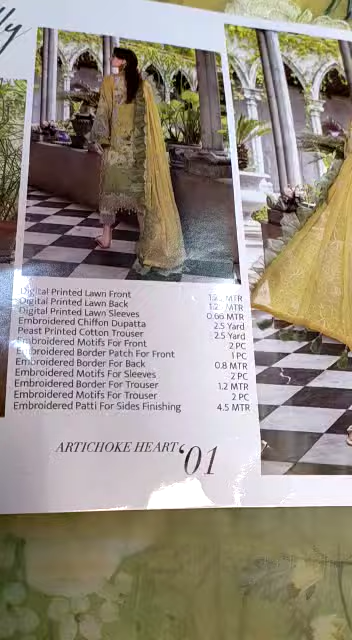 lly
Digital Printed Lawn Front MTR
Digital Printed Lawn Back MTR
Digital Printed Lawn Sleeves 0.66 MTR
Embroidered Chiffon Dupatta 2.5 Yard
Peast Printed Cotton Trouser 2.5 Yard
Embroidered Motifs For Front 2 PC
Embroidered Border Patch For Front 1 PC
Embroidered Border For Back 0.8 MTR
Embroidered Motifs For Sleeves 2 PC
Embroidered Border For Trouser 1.2 MTR
Embroidered Motifs For Trouser 2 PC
Embroidered Patti For Sides Finishing 4.5 MTR
ARTICHOKE HEART '01